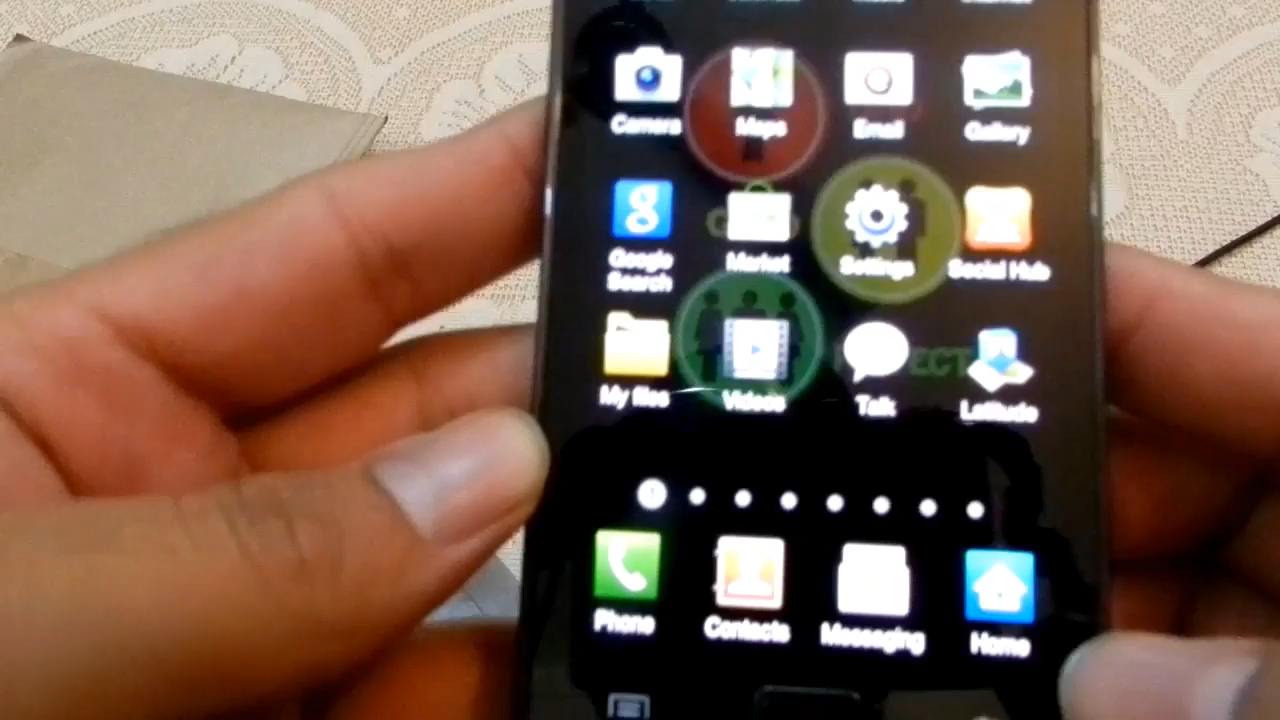 Camera Maps Email Gallery
Google Search Market Settings Social Hub
My files Videos Talk Latitude
Phone Contacts Messaging Home